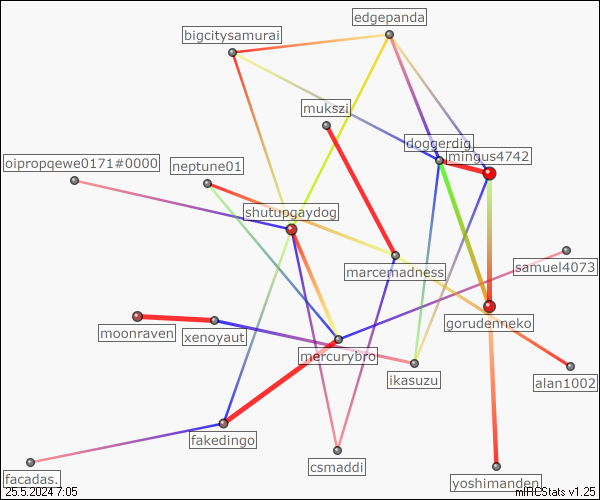 edgepanda
bigcitysamurai
mukszi
doggerdig
mingus4742
oipropqewe0171#0000
neptune01
shutupgaydog
marcemadness
samuel4073
moonraven
xenoyaut
gorudenneko
mercurybro
ikasuzu
alan1002
fakedingo
csmaddi
facadas.
yoshimanden
25.5.2024 7:05
mIRCStats v1.25